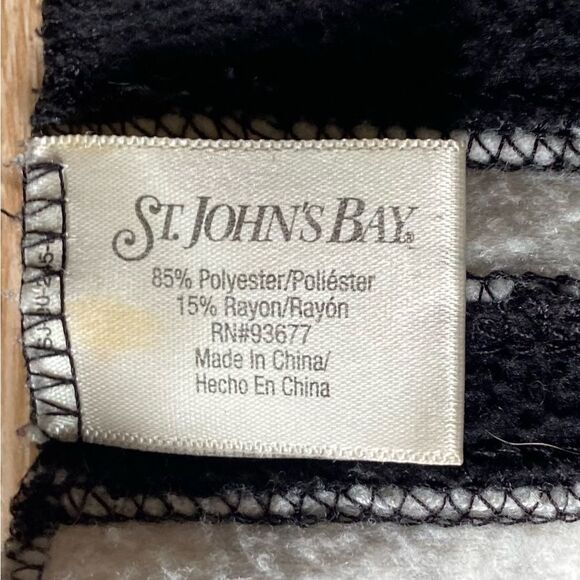 ST. JOHN'S BAY®
85% Polyester/Poliéster
15% Rayon/Rayón
RN#93677
Made In China/
Hecho En China